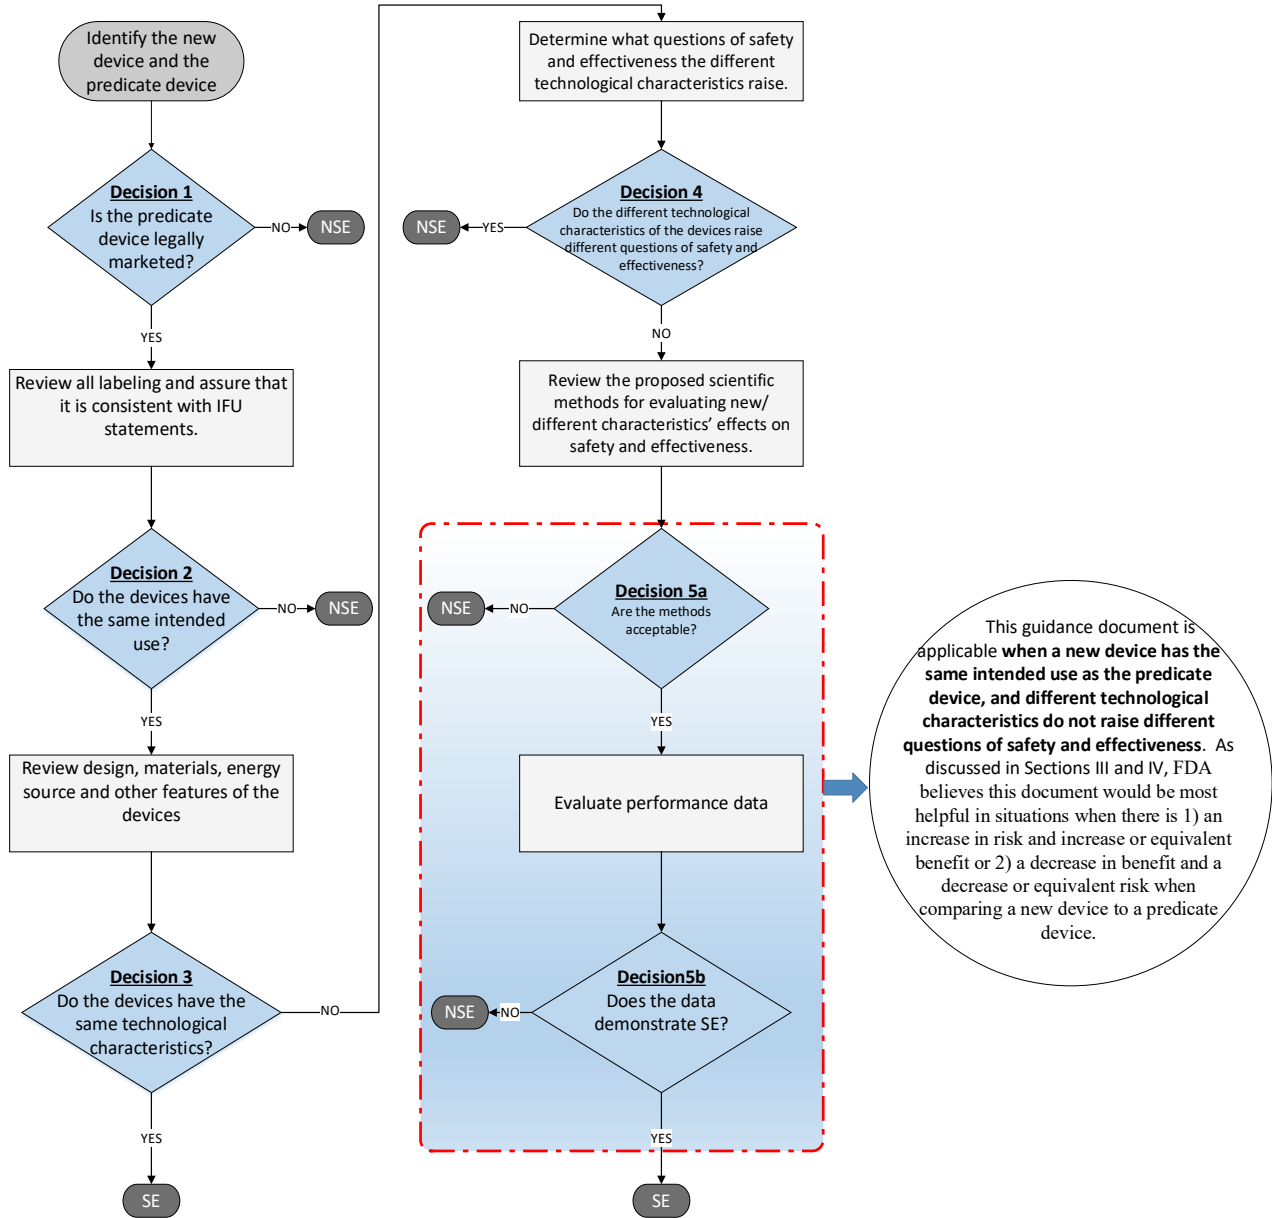 Identify the new
device and the
predicate device
Decision 1
Is the predicate
device legally
marketed?
NO
NSE
YES
Review all labeling and assure that
it is consistent with IFU
statements.
Decision 2
Do the devices have
the same intended
use?
NO
NSE
YES
Review design, materials, energy
source and other features of the
devices
Decision 3
Do the devices have the
same technological
characteristics?
NO
YES
SE
Determine what questions of safety
and effectiveness the different
technological characteristics raise.
Decision 4
Do the different technological
characteristics of the devices raise
different questions of safety and
effectiveness?
YES
NSE
NO
Review the proposed scientific
methods for evaluating new/
different characteristics’ effects on
safety and effectiveness.
Decision 5a
Are the methods
acceptable?
NO
NSE
YES
Evaluate performance data
Decision5b
Does the data
demonstrate SE?
NO
NSE
YES
SE
This guidance document is
applicable when a new device has the
same intended use as the predicate
device, and different technological
characteristics do not raise different
questions of safety and effectiveness. As
discussed in Sections III and IV, FDA
believes this document would be most
helpful in situations when there is 1) an
increase in risk and increase or equivalent
benefit or 2) a decrease in benefit and a
decrease or equivalent risk when
comparing a new device to a predicate
device.